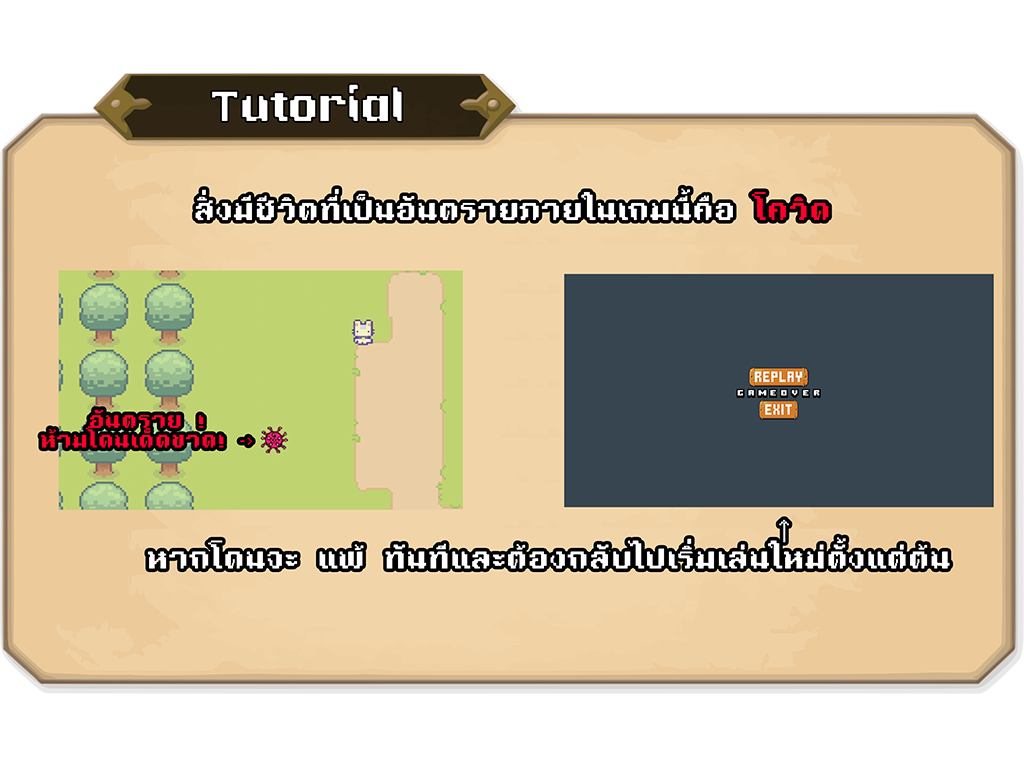 Tutorial
สิ่งมีชีวิตที่เป็นอันตรายภายในเกมนี้คือ โควิด
อันตราย !
ห้ามโดนเด็ดขาด! ->
REPLAY
GAMEOVER
EXIT
หากโดนจะ แพ้ ทันทีและต้องกลับไปเริ่มเล่นใหม่ตั้งแต่ต้น